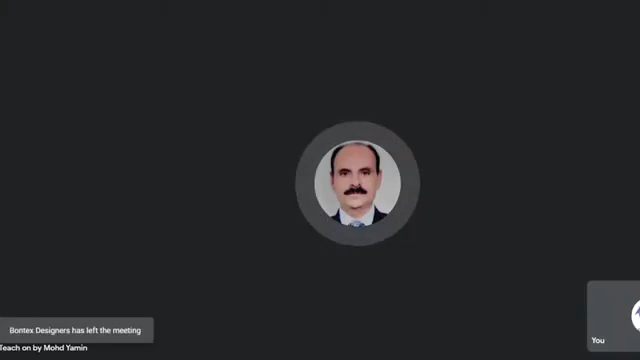 Bontex Designers has left the meeting
Teach on by Mohd Yamin
You